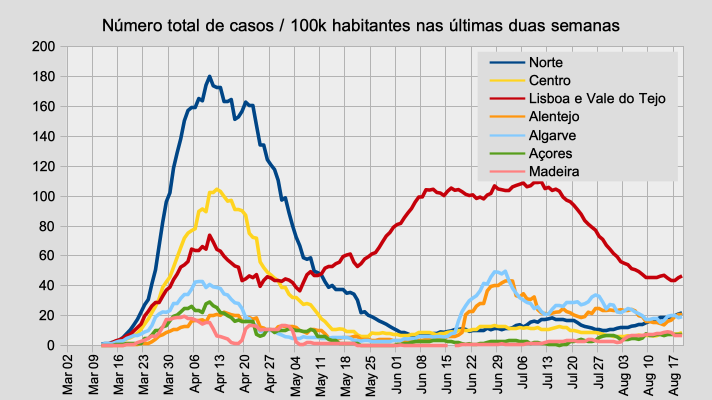 Número total de casos / 100k habitantes nas últimas duas semanas
200
180
160
140
120
100
80
60
40
20
0
Norte
Centro
Lisboa e Vale do Tejo
Alentejo
Algarve
Açores
Madeira
Mar 02
Mar 09
Mar 16
Mar 23
Mar 30
Apr 06
Apr 13
Apr 20
Apr 27
May 04
May 11
May 18
May 25
Jun 01
Jun 08
Jun 15
Jun 22
Jun 29
Jul 06
Jul 13
Jul 20
Jul 27
Aug 03
Aug 10
Aug 17